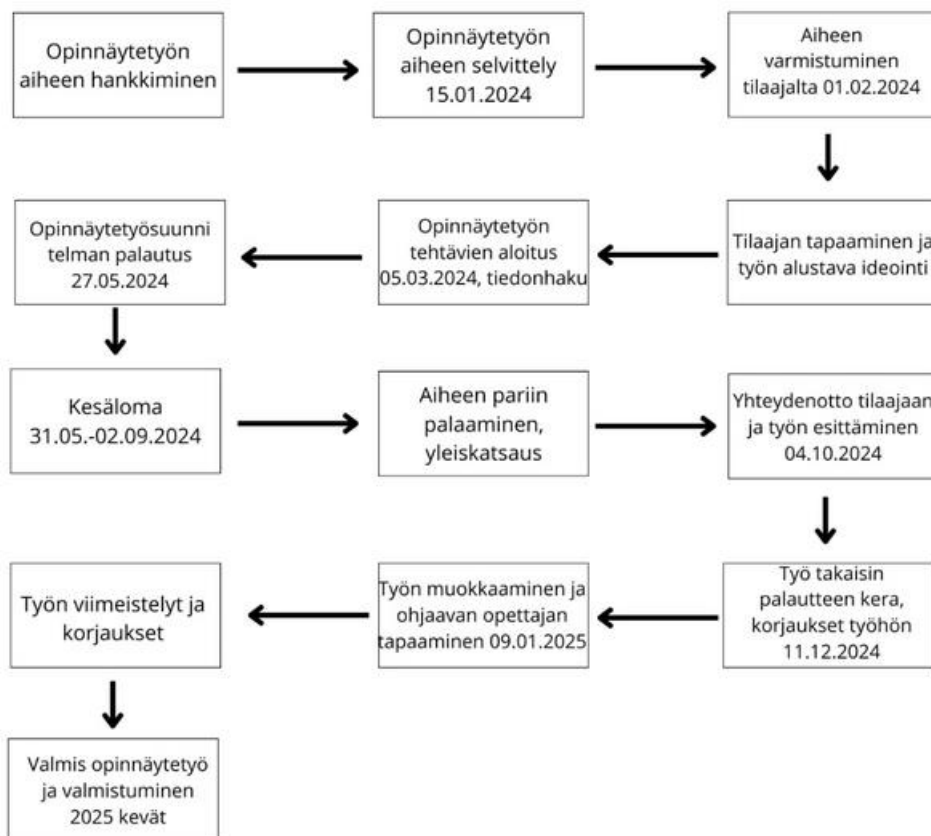 Opinnäytetyön
aiheen hankkiminen
Opinnäytetyön
aiheen selvittely
15.01.2024
Aiheen
varmistuminen
tilaajalta 01.02.2024
Tilaajan tapaaminen ja
työn alustava ideointi
Opinnäytetyön
tehtävien aloitus
05.03.2024, tiedonhaku
Opinnäytetyösuunni
telman palautus
27.05.2024
Kesäloma
31.05.-02.09.2024
Aiheen pariin
palaaminen,
yleiskatsaus
Yhteydenotto tilaajaan
ja työn esittäminen
04.10.2024
Työ takaisin
palautteen kera,
korjaukset työhön
11.12.2024
Työn muokkaaminen ja
ohjaavan opettajan
tapaaminen 09.01.2025
Työn viimeistelyt ja
korjaukset
Valmis opinnäytetyö
ja valmistuminen
2025 kevät